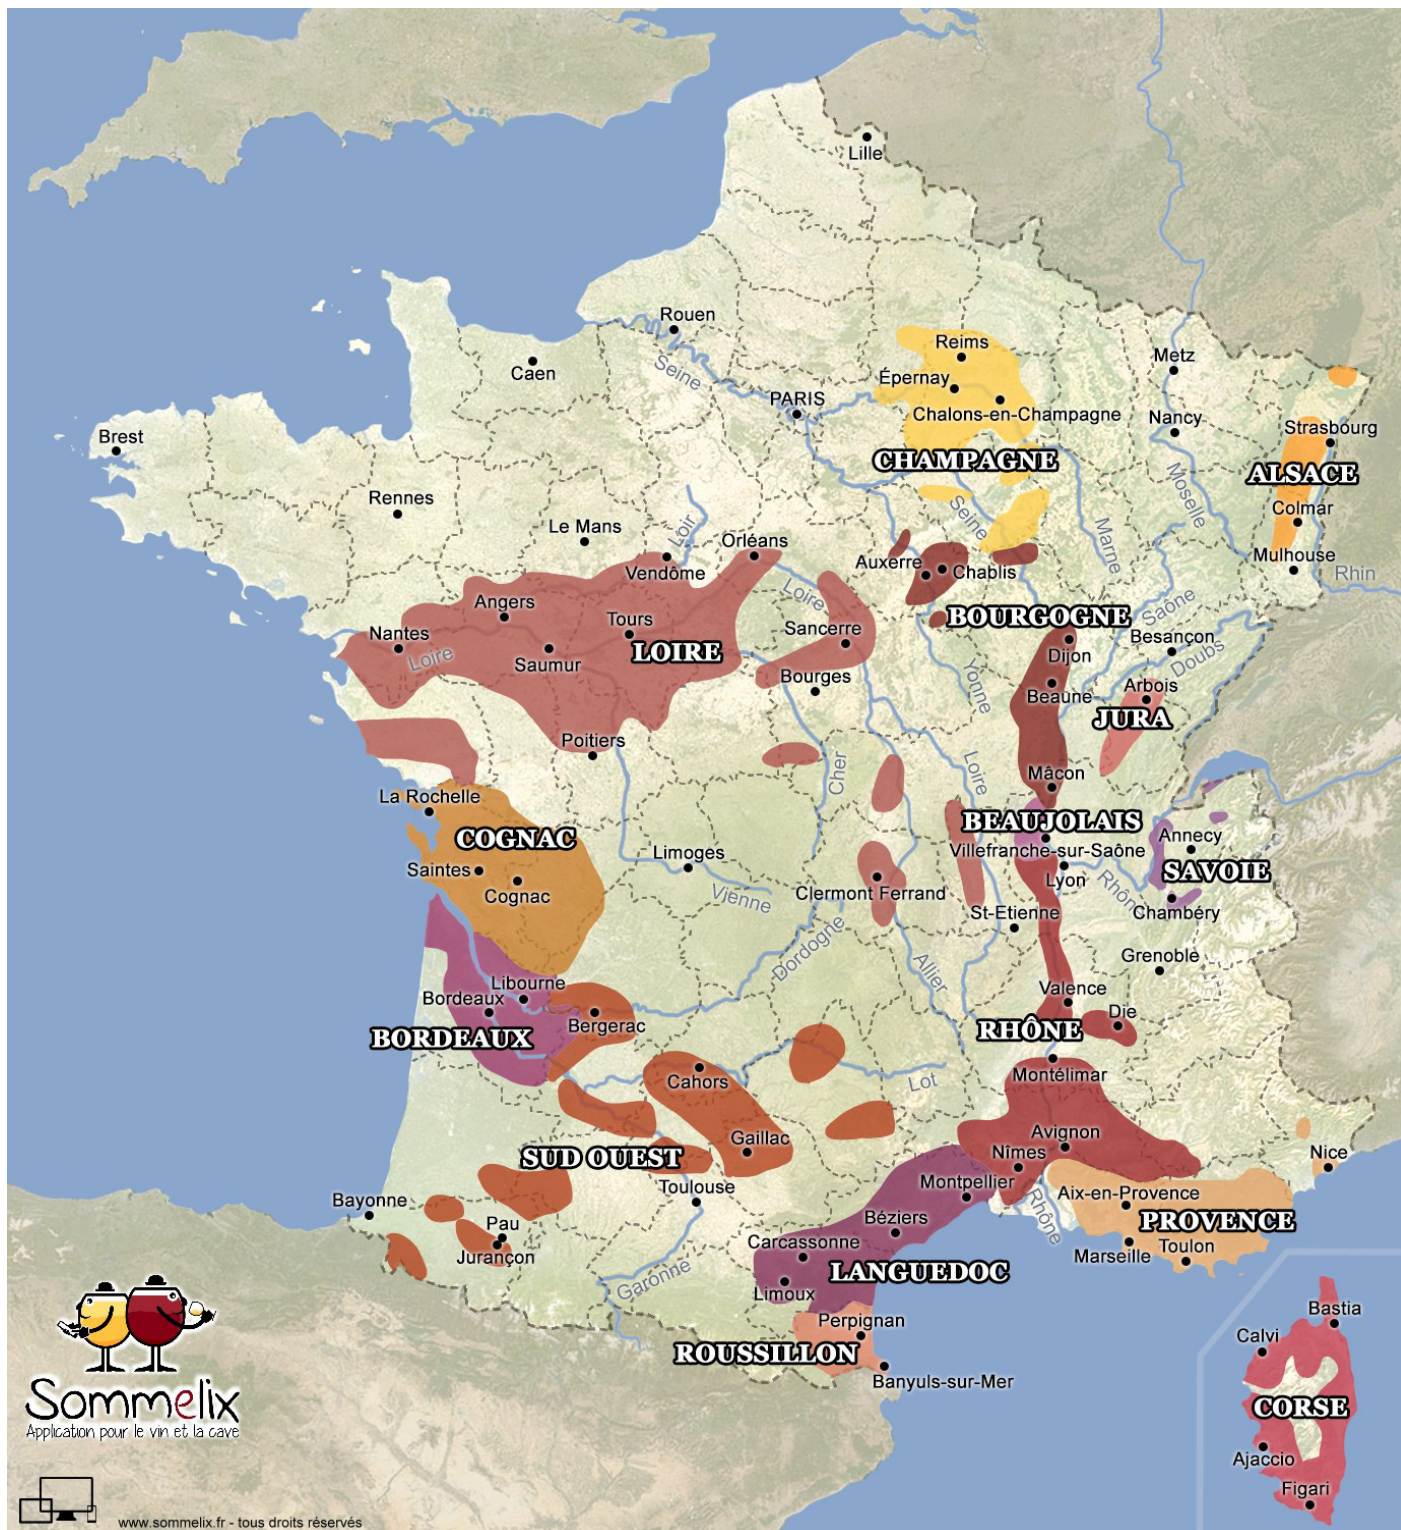 Lille
Rouen
Seine
Caen
PARIS
Reims
Épernay
Chalons-en-Champagne
CHAMPAGNE
Metz
Nancy
Moselle
Strasbourg
ALSACE
Colmar
Mulhouse
Rhin
Brest
Rennes
Le Mans
Loir
Vendôme
Orléans
Seine
Marne
Auxerre
Chablis
BOURGOGNE
Loire
Sancerre
Bourges
Angers
Tours
LOIRE
Nantes
Loire
Saumur
Poitiers
Saône
Besançon
Doubs
Dijon
Beaune
Yonne
Arbois
JURA
Mâcon
Cher
Loire
La Rochelle
COGNAC
Saintes
Cognac
Limoges
Vienne
BEAUJOLAIS
Villefranche-sur-Saône
Lyon
Rhône
Annecy
SAVOIE
Chambéry
Clermont Ferrand
St-Etienne
Grenoble
Allier
Dordogne
Libourne
Bordeaux
BORDEAUX
Bergerac
Valence
Die
RHÔNE
Montélimar
Cahors
Lot
Gaillac
SUD OUEST
Toulouse
Avignon
Nîmes
Montpellier
Rhône
Nice
Aix-en-Provence
PROVENCE
Marseille
Toulon
Bayonne
Pau
Jurançon
Garonne
Béziers
Carcassonne
LANGUEDOC
Limoux
Perpignan
ROUSSILLON
Banyuls-sur-Mer
Bastia
Calvi
CORSE
Ajaccio
Figari
Sommelix
Application pour le vin et la cave
www.sommelix.fr - tous droits réservés